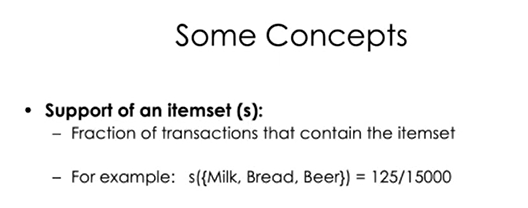 Some Concepts
• Support of an itemset (s):
– Fraction of transactions that contain the itemset
– For example: s({Milk, Bread, Beer}) = 125/15000